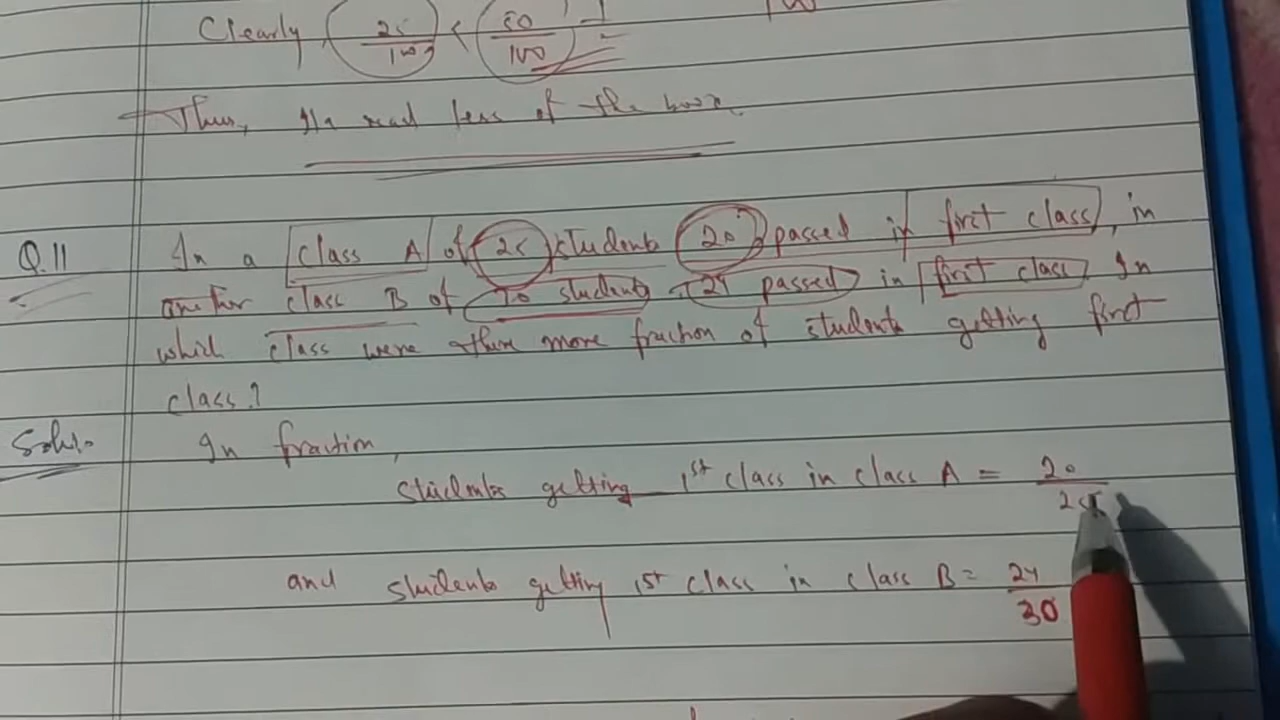 Clearly, 25/100 < 50/100
Thus, read less of the book.
Q.11 In a class A of 25 students 20 passed if first class, in
another class B of 30 students, 24 passed in first class. In
which class were there more fraction of students getting first
class?
Soln:- In fraction,
students getting 1st class in class A = 20/25
and students getting 1st class in class B = 24/30